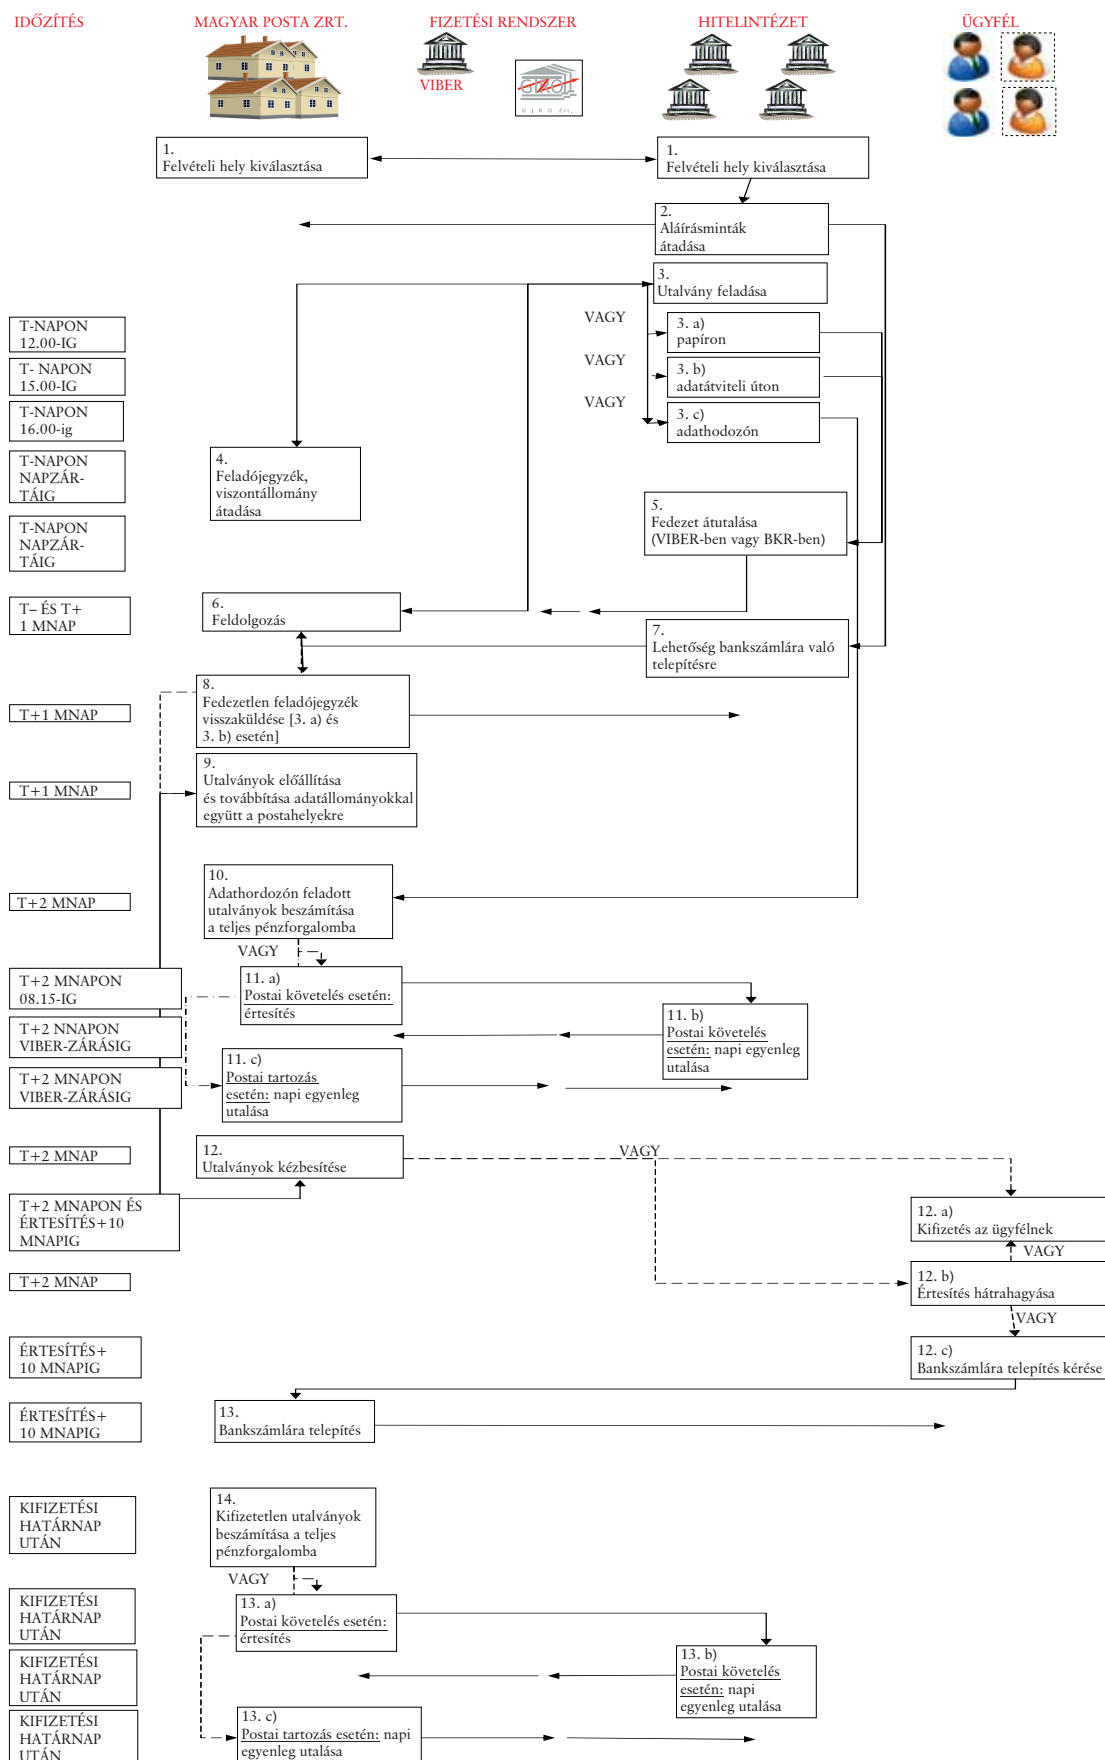 IDŐZÍTÉS
MAGYAR POSTA ZRT.
FIZETÉSI RENDSZER
HITELINTÉZET
ÜGYFÉL
VIBER
GIRO
G I R O Zrt.
1.
Felvételi hely kiválasztása
1.
Felvételi hely kiválasztása
2.
Aláírásminták
átadása
3.
Utalvány feladása
T-NAPON
12.00-IG
VAGY
3. a)
papíron
T- NAPON
15.00-IG
VAGY
3. b)
adatátviteli úton
T-NAPON
16.00-ig
VAGY
3. c)
adathodozón
T-NAPON
NAPZÁR-
TÁIG
4.
Feladójegyzék,
viszontállomány
átadása
T-NAPON
NAPZÁR-
TÁIG
5.
Fedezet átutalása
(VIBER-ben vagy BKR-ben)
T– ÉS T+
1 MNAP
6.
Feldolgozás
7.
Lehetőség bankszámlára való
telepítésre
T+1 MNAP
8.
Fedezetlen feladójegyzék
visszaküldése [3. a) és
3. b) esetén]
T+1 MNAP
9.
Utalványok előállítása
és továbbítása adatállományokkal
együtt a postahelyekre
T+2 MNAP
10.
Adathordozón feladott
utalványok beszámítása
a teljes pénzforgalomba
VAGY
T+2 MNAPON
08.15-IG
11. a)
Postai követelés esetén:
értesítés
T+2 NNAPON
VIBER-ZÁRÁSIG
11. b)
Postai követelés
esetén: napi egyenleg
utalása
T+2 MNAPON
VIBER-ZÁRÁSIG
11. c)
Postai tartozás
esetén: napi egyenleg
utalása
T+2 MNAP
12.
Utalványok kézbesítése
VAGY
T+2 MNAPON ÉS
ÉRTESÍTÉS+10
MNAPIG
12. a)
Kifizetés az ügyfélnek
VAGY
T+2 MNAP
12. b)
Értesítés hátrahagyása
VAGY
ÉRTESÍTÉS+
10 MNAPIG
12. c)
Bankszámlára telepítés kérése
ÉRTESÍTÉS+
10 MNAPIG
13.
Bankszámlára telepítés
KIFIZETÉSI
HATÁRNAP
UTÁN
14.
Kifizetetlen utalványok
beszámítása a teljes
pénzforgalomba
VAGY
KIFIZETÉSI
HATÁRNAP
UTÁN
13. a)
Postai követelés esetén:
értesítés
KIFIZETÉSI
HATÁRNAP
UTÁN
13. b)
Postai követelés
esetén: napi
egyenleg utalása
KIFIZETÉSI
HATÁRNAP
UTÁN
13. c)
Postai tartozás esetén: napi
egyenleg utalása